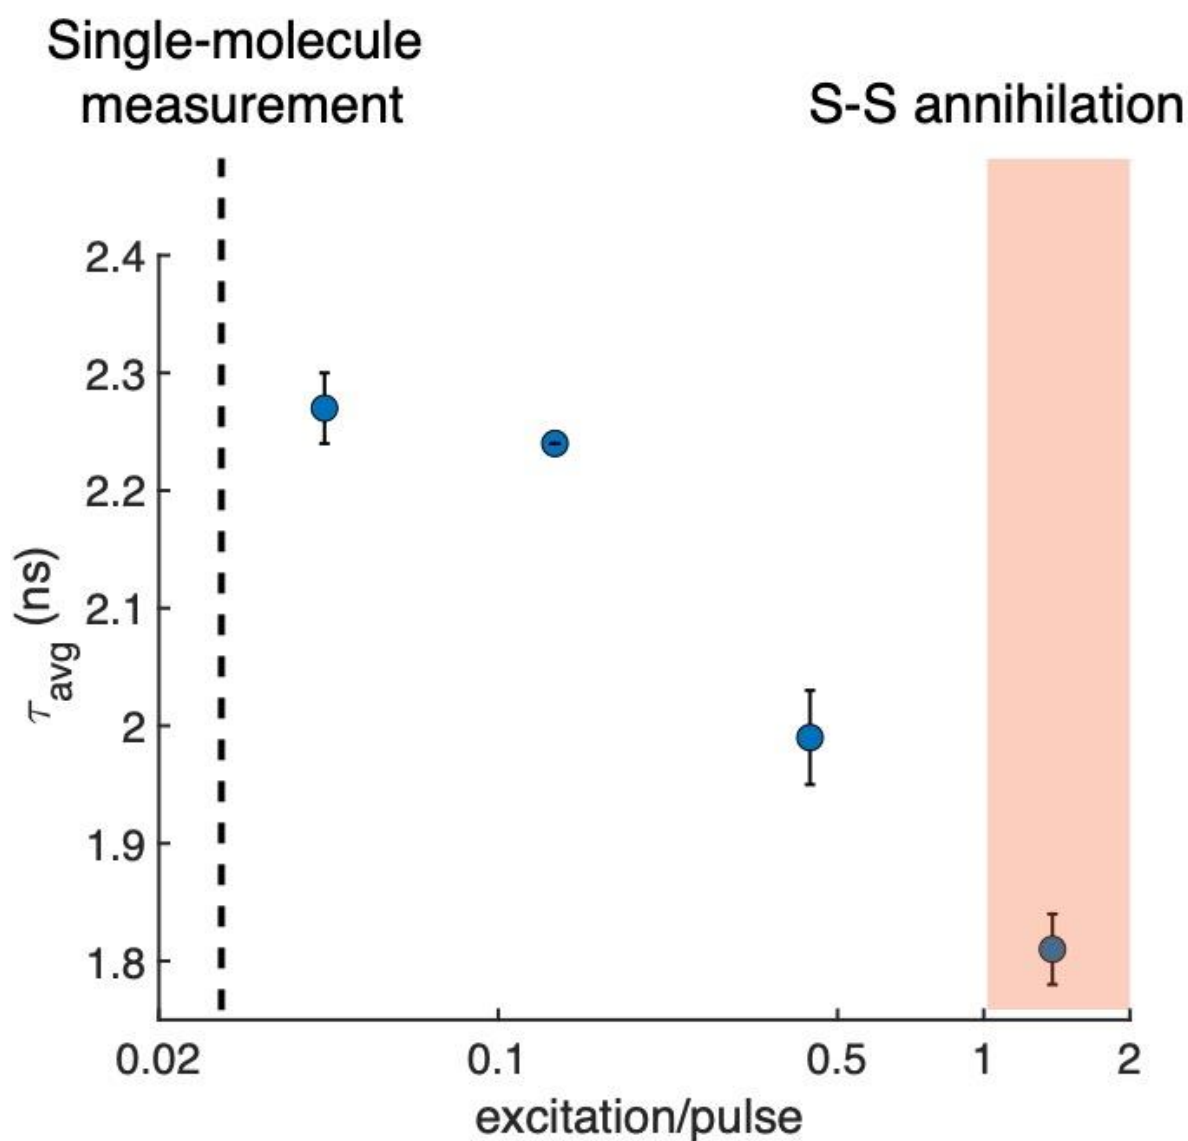 Single-molecule
measurement
S-S annihilation
2.4
2.3
2.2
2.1
2
1.9
1.8
τavg (ns)
0.02
0.1
0.5
1
2
excitation/pulse